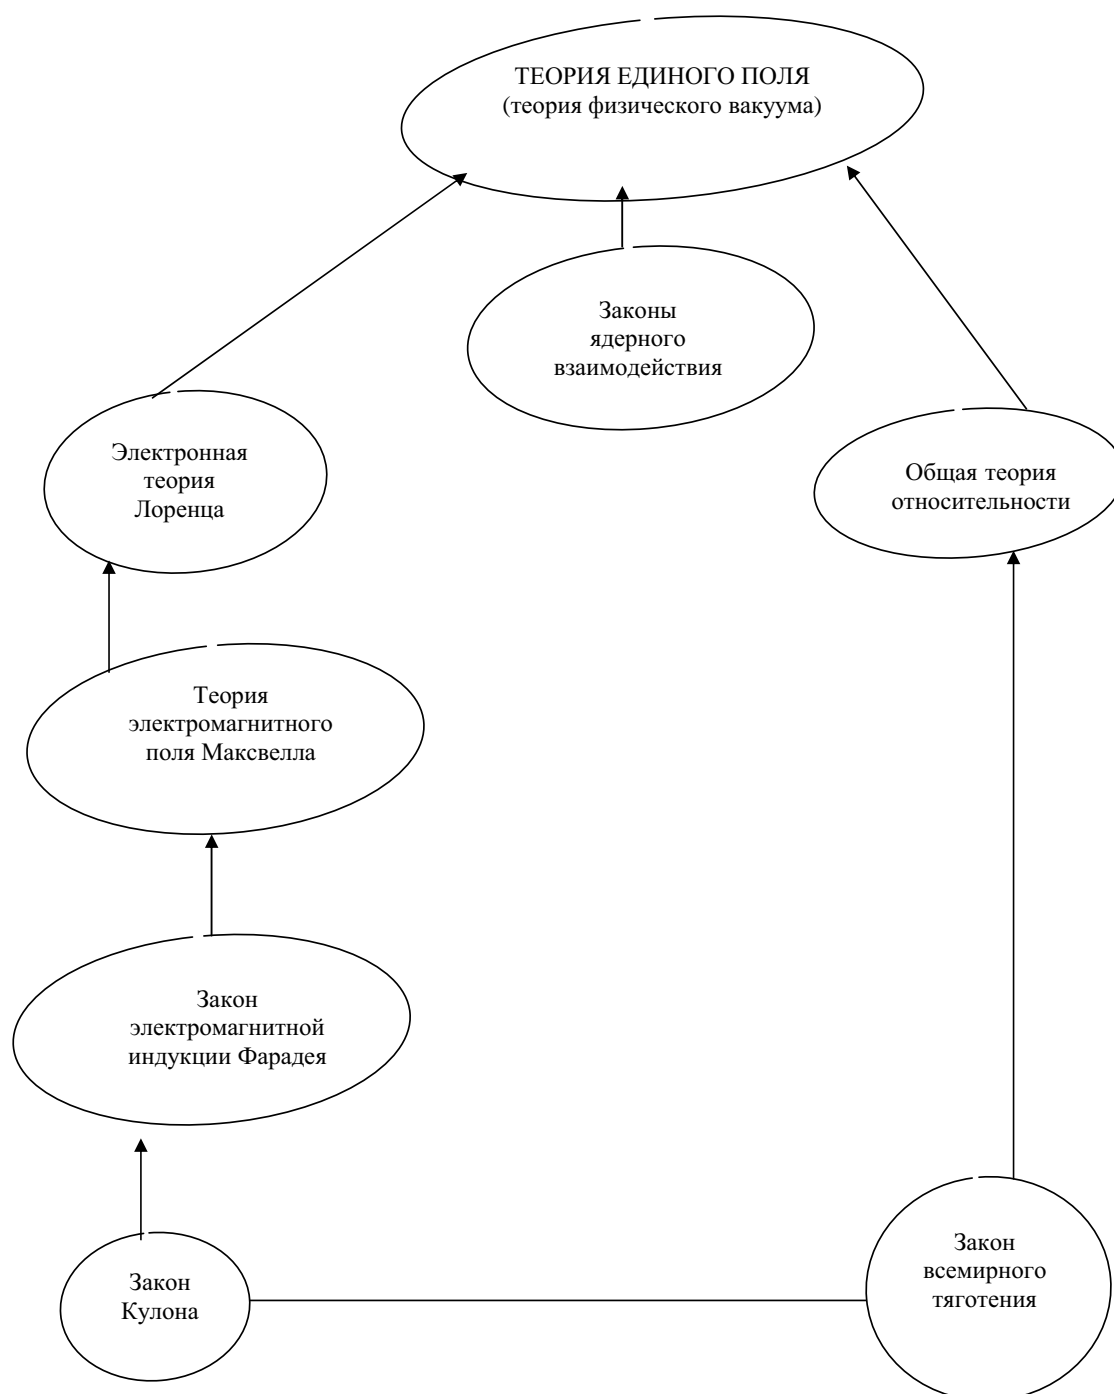 ТЕОРИЯ ЕДИНОГО ПОЛЯ
(теория физического вакуума)
Законы
ядерного
взаимодействия
Электронная
теория
Лоренца
Общая теория
относительности
Теория
электромагнитного
поля Максвелла
Закон
электромагнитной
индукции Фарадея
Закон
Кулона
Закон
всемирного
тяготения